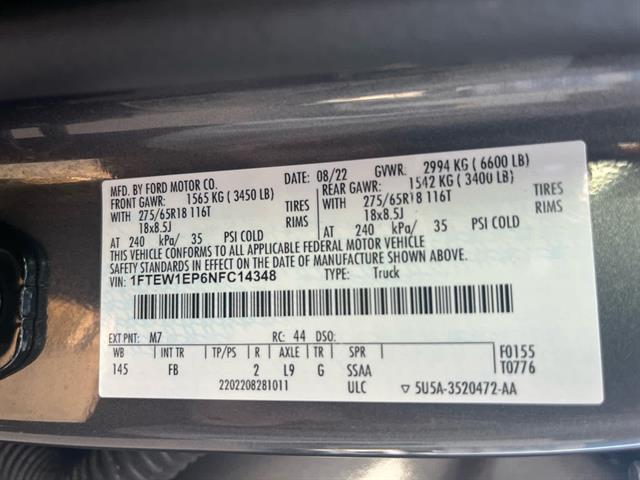 MFD. BY FORD MOTOR CO.
DATE: 08/22 GVWR: 2994 KG ( 6600 LB)
FRONT GAWR: 1565 KG ( 3450 LB) REAR GAWR: 1542 KG ( 3400 LB)
WITH 275/65R18 116T TIRES WITH 275/65R18 116T TIRES
18x8.5J RIMS 18x8.5J RIMS
AT 240 kPa/ 35 PSI COLD AT 240 kPa/ 35 PSI COLD
THIS VEHICLE CONFORMS TO ALL APPLICABLE FEDERAL MOTOR VEHICLE
SAFETY STANDARDS IN EFFECT ON THE DATE OF MANUFACTURE SHOWN ABOVE.
VIN: 1FTEW1EP6NFC14348 TYPE: Truck
EXT PNT: M7 RC: 44 DSO:
WB INT TR TP/PS R AXLE TR SPR F0155
145 FB 2 L9 G SSAA T0776
2202208281011 ULC ▽ 5U5A-3520472-AA